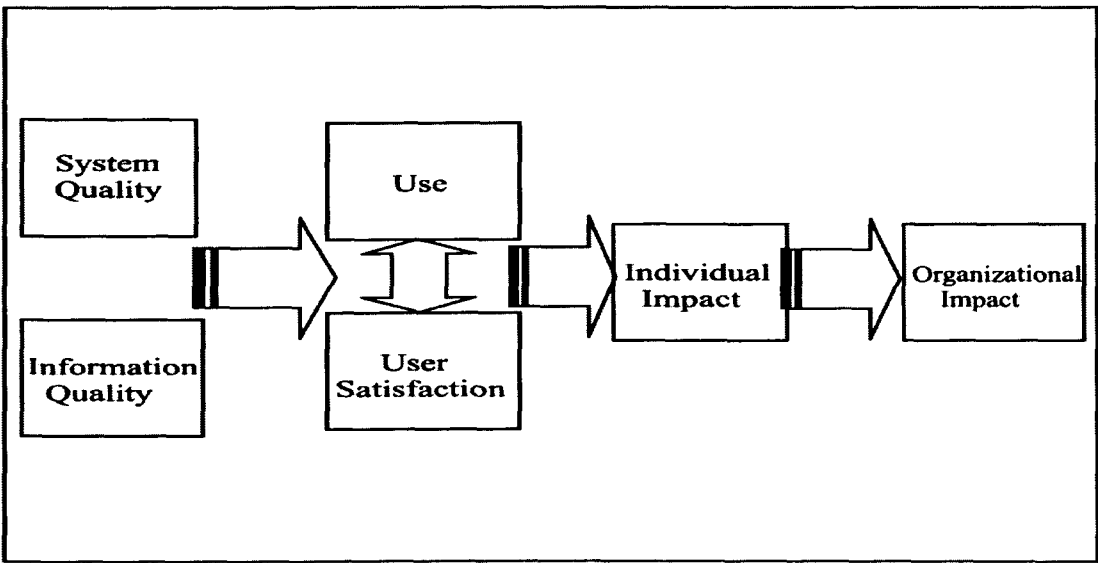 System
Quality
Use
Individual
Impact
Organizational
Impact
Information
Quality
User
Satisfaction